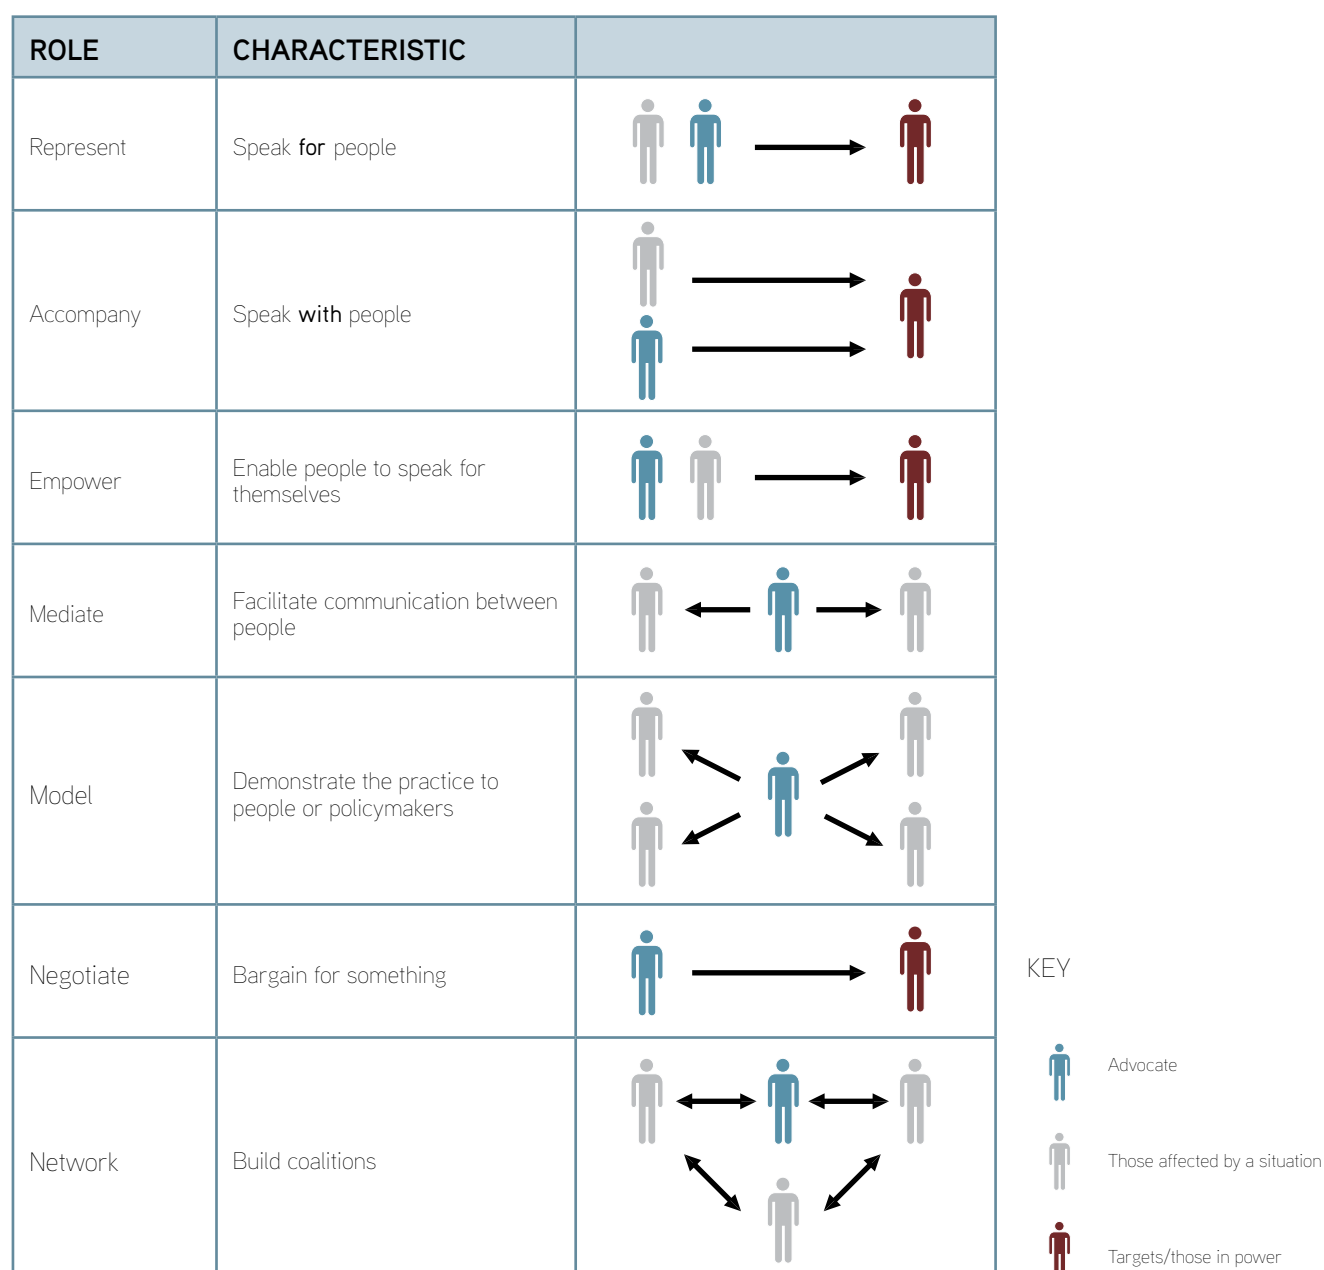 ROLE
CHARACTERISTIC
Represent
Speak for people
Accompany
Speak with people
Empower
Enable people to speak for
themselves
Mediate
Facilitate communication between
people
Model
Demonstrate the practice to
people or policymakers
Negotiate
Bargain for something
Network
Build coalitions
KEY
Advocate
Those affected by a situation
Targets/those in power